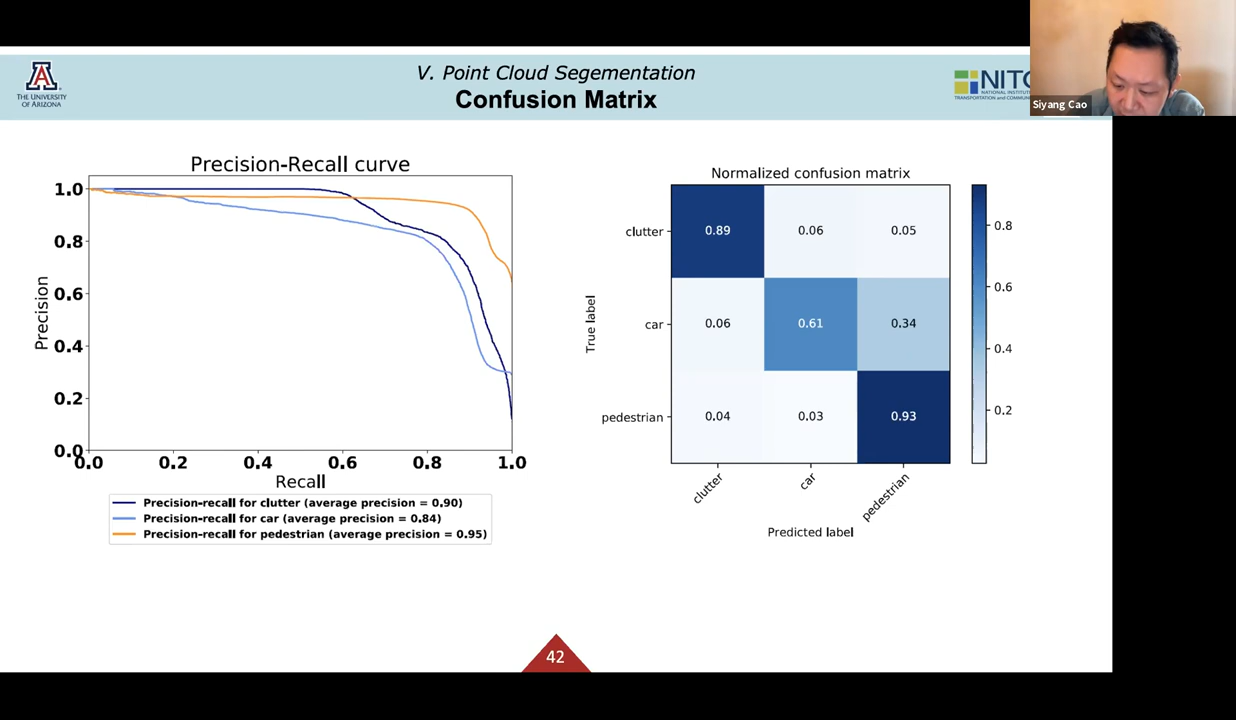 V. Point Cloud Segementation
Confusion Matrix
THE UNIVERSITY
OF ARIZONA
NITC
Siyang Cao
Precision-Recall curve
Precision
1.0
0.8
0.6
0.4
0.2
0.0
0.0 0.2 0.4 0.6 0.8 1.0
Recall
Precision-recall for clutter (average precision = 0.90)
Precision-recall for car (average precision = 0.84)
Precision-recall for pedestrian (average precision = 0.95)
Normalized confusion matrix
True label
clutter 0.89 0.06 0.05
car 0.06 0.61 0.34
pedestrian 0.04 0.03 0.93
clutter car pedestrian
Predicted label
0.8
0.6
0.4
0.2
42